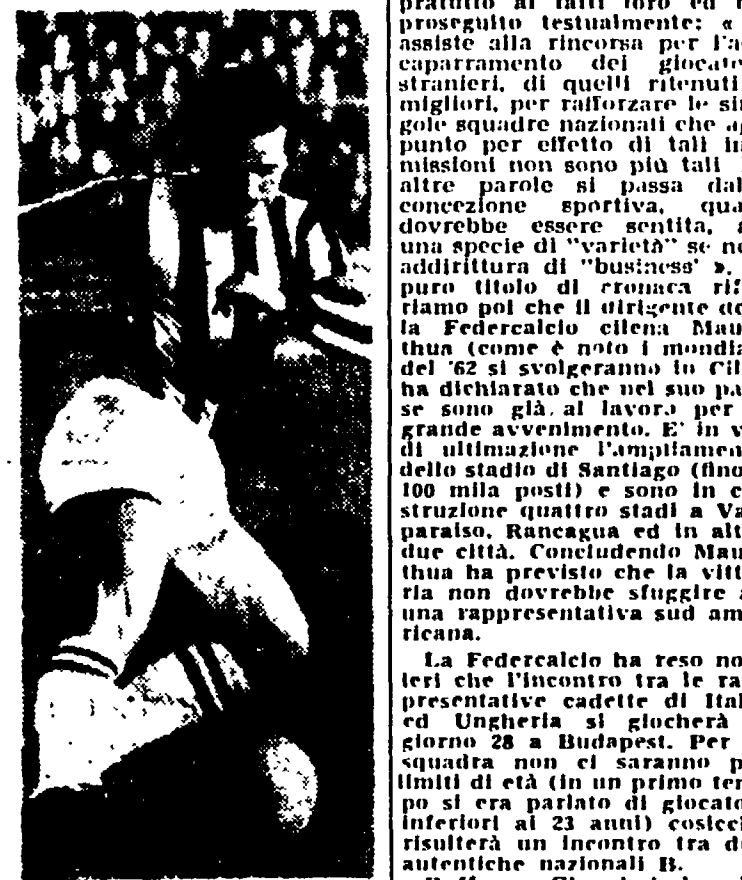 pratutto ai fatti loro ed
proseguito testualmente: «
assiste alla rincorsa per l'a
caparramento dei giocate
stranieri, di quelli ritenuti
migliori, per rafforzare le sin
gole squadre nazionali che ap
punto per effetto di tali im
missioni non sono più tali
altre parole si passa dal
concezione sportiva, qua
dovrebbe essere sentita, a
una specie di "varietà" se no
addirittura di "business" ».
puro titolo di cronaca rife
riamo poi che il dirigente de
la Federcalcio cilena Mau
thua (come è noto i mondia
del '62 si svolgeranno in Cil
ha dichiarato che nel suo pa
se sono già al lavoro per
grande avvenimento. E' in v
di ultimazione l'ampliamen
dello stadio di Santiago (fino
100 mila posti) e sono in c
struzione quattro stadi a Va
paraiso, Rancagua ed in alt
due città. Concludendo Mau
thua ha previsto che la vitt
ria non dovrebbe sfuggire a
una rappresentativa sud am
ricana.
La Federcalcio ha reso no
ieri che l'incontro tra le ra
presentative cadette di Ital
ed Ungheria si giocherà
giorno 28 a Budapest. Per
squadra non ci saranno p
limiti di età (in un primo tem
po si era parlato di giocato
inferiori ai 23 anni) cosicc
risulterà un incontro tra d
autentiche nazionali B.